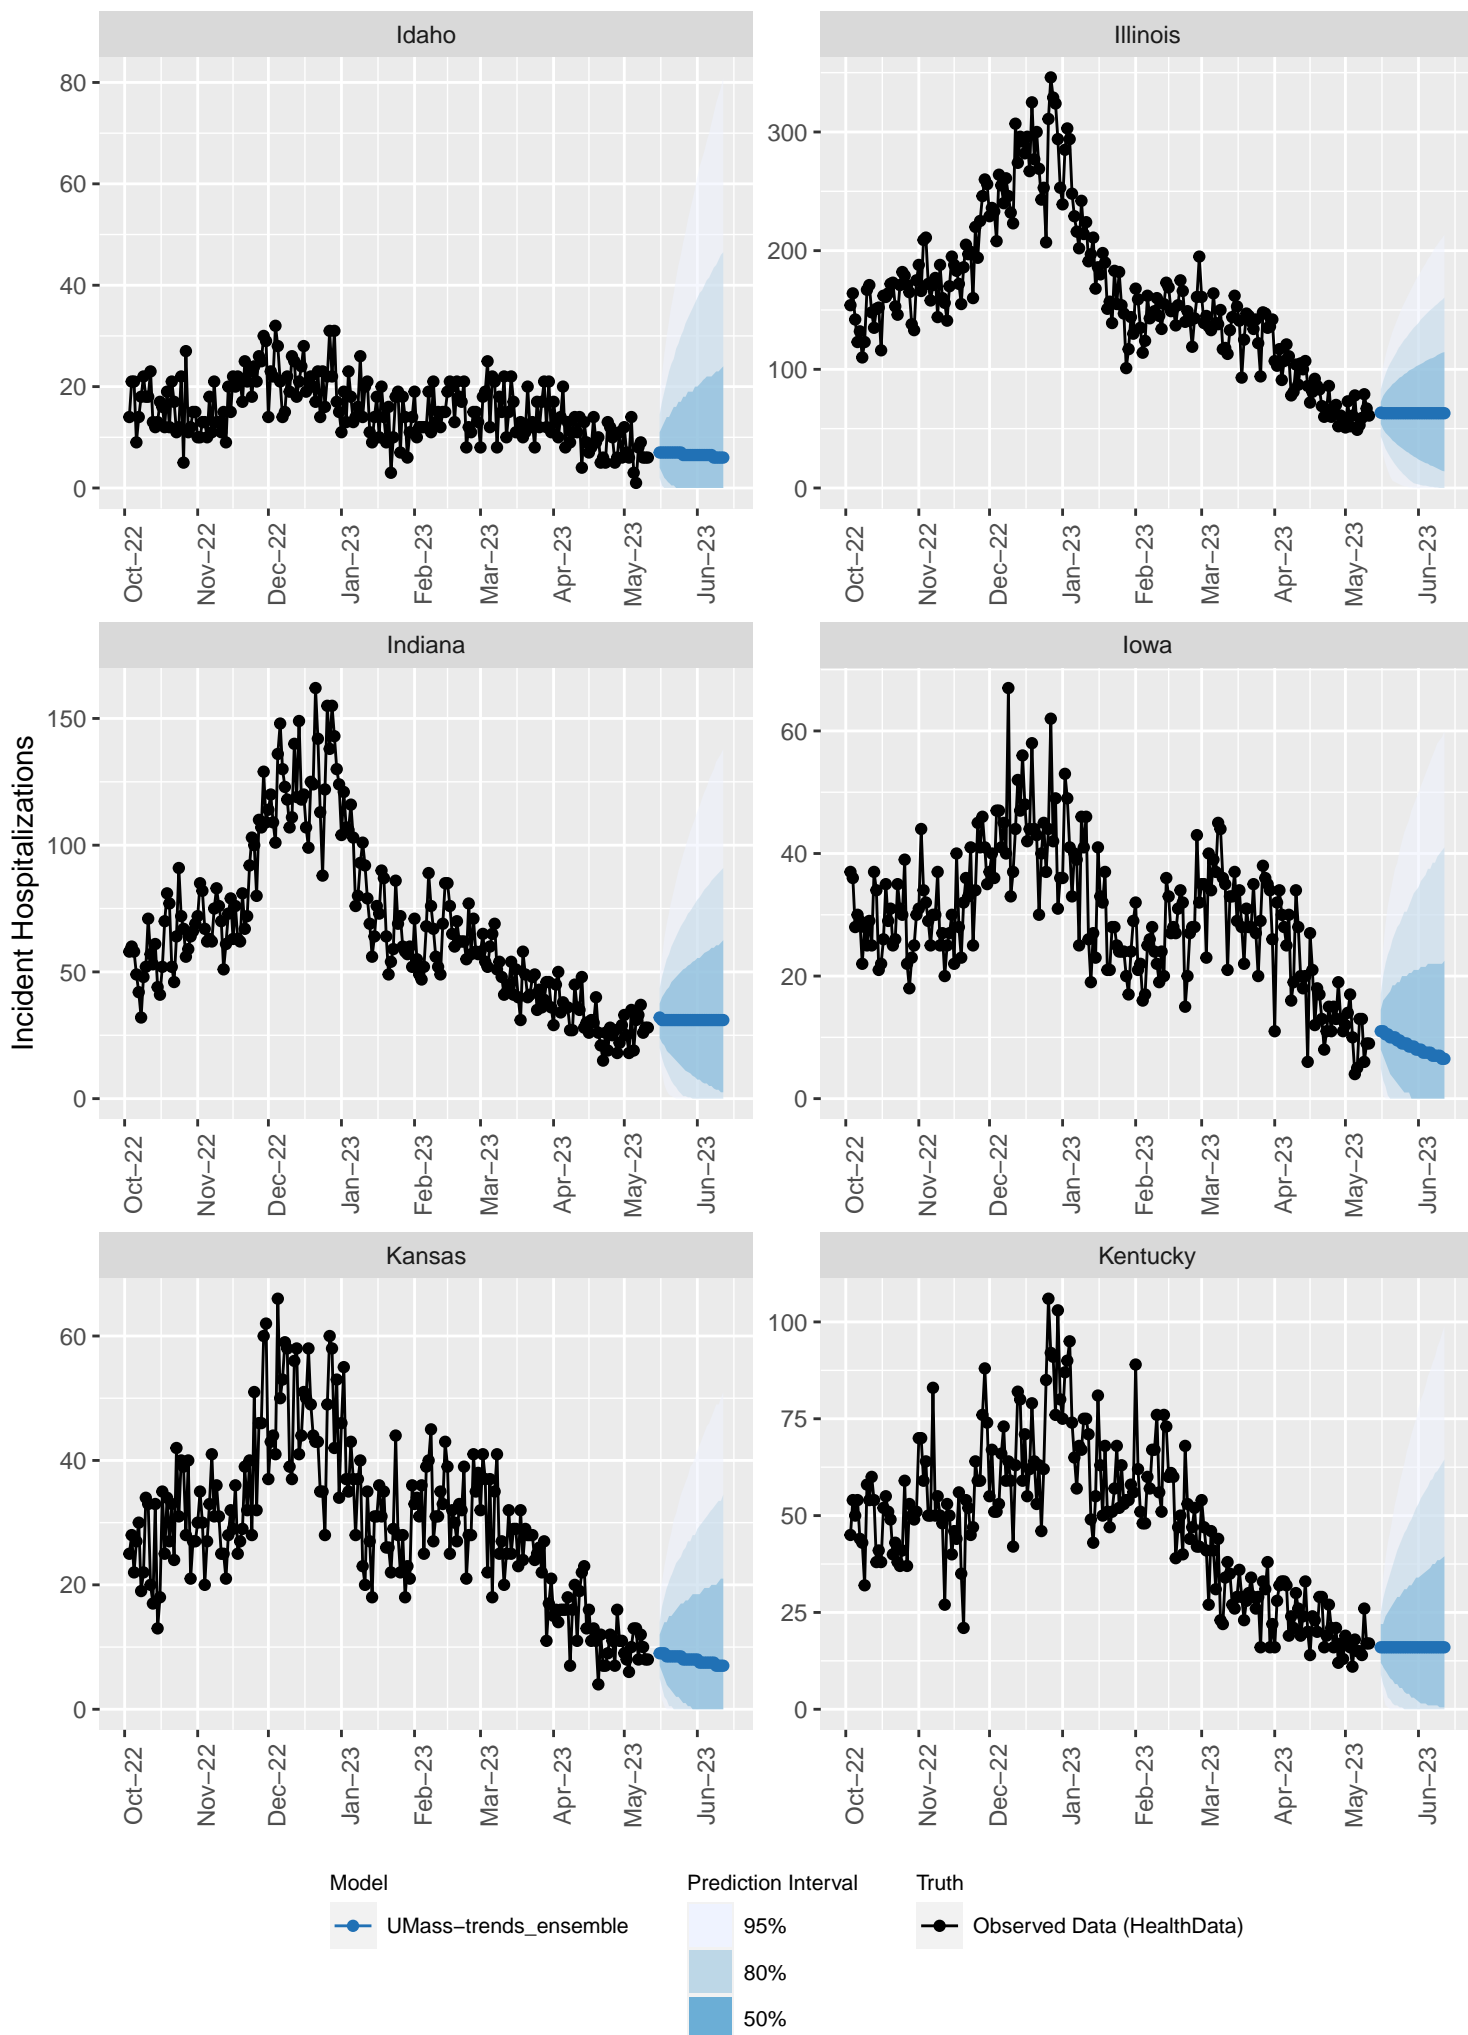 Idaho
Illinois
80
60
40
20
0
300
200
100
0
Oct−22
Nov−22
Dec−22
Jan−23
Feb−23
Mar−23
Apr−23
May−23
Jun−23
Oct−22
Nov−22
Dec−22
Jan−23
Feb−23
Mar−23
Apr−23
May−23
Jun−23
Incident Hospitalizations
Indiana
Iowa
150
100
50
0
60
40
20
0
Oct−22
Nov−22
Dec−22
Jan−23
Feb−23
Mar−23
Apr−23
May−23
Jun−23
Oct−22
Nov−22
Dec−22
Jan−23
Feb−23
Mar−23
Apr−23
May−23
Jun−23
Kansas
Kentucky
60
40
20
0
100
75
50
25
0
Oct−22
Nov−22
Dec−22
Jan−23
Feb−23
Mar−23
Apr−23
May−23
Jun−23
Oct−22
Nov−22
Dec−22
Jan−23
Feb−23
Mar−23
Apr−23
May−23
Jun−23
Model
UMass−trends_ensemble
Prediction Interval
95%
80%
50%
Truth
Observed Data (HealthData)